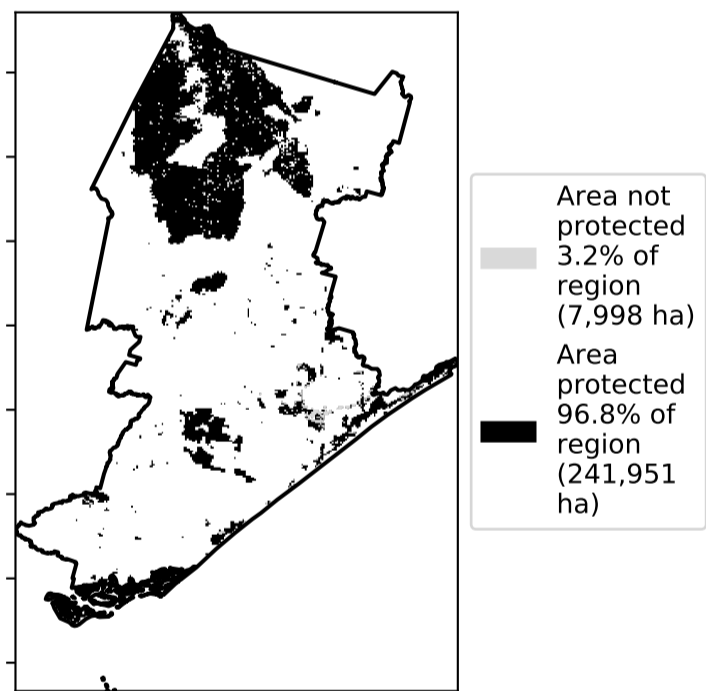 Area not
protected
3.2% of
region
(7,998 ha)
Area
protected
96.8% of
region
(241,951
ha)